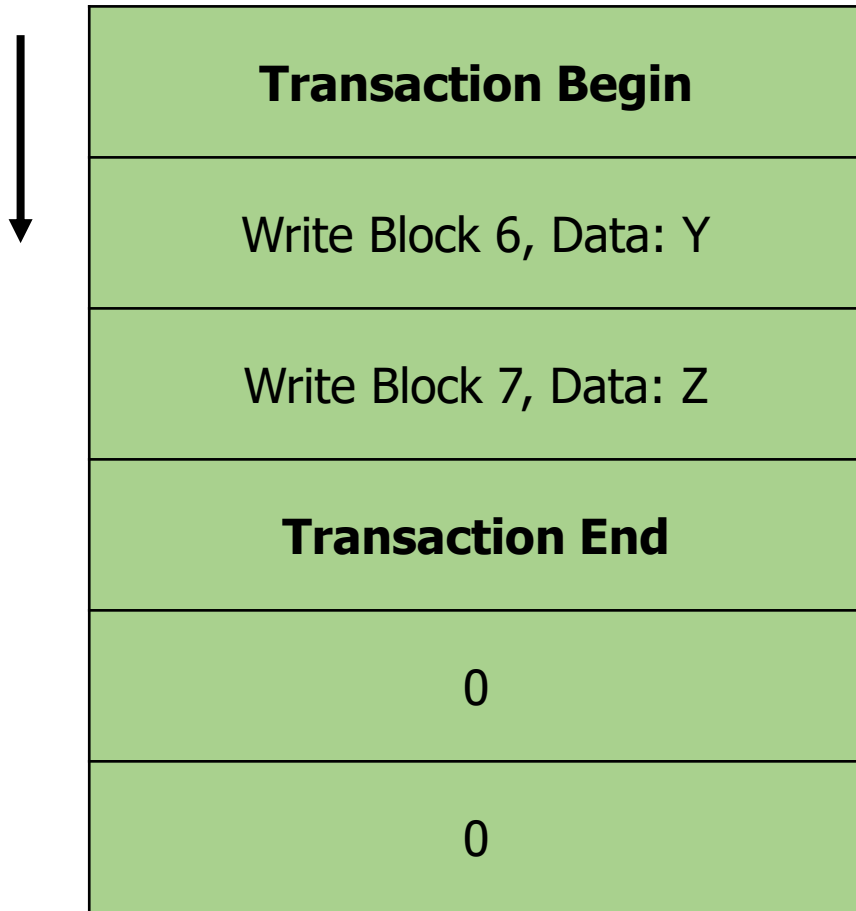 Transaction Begin
Write Block 6, Data: Y
Write Block 7, Data: Z
Transaction End
0
0